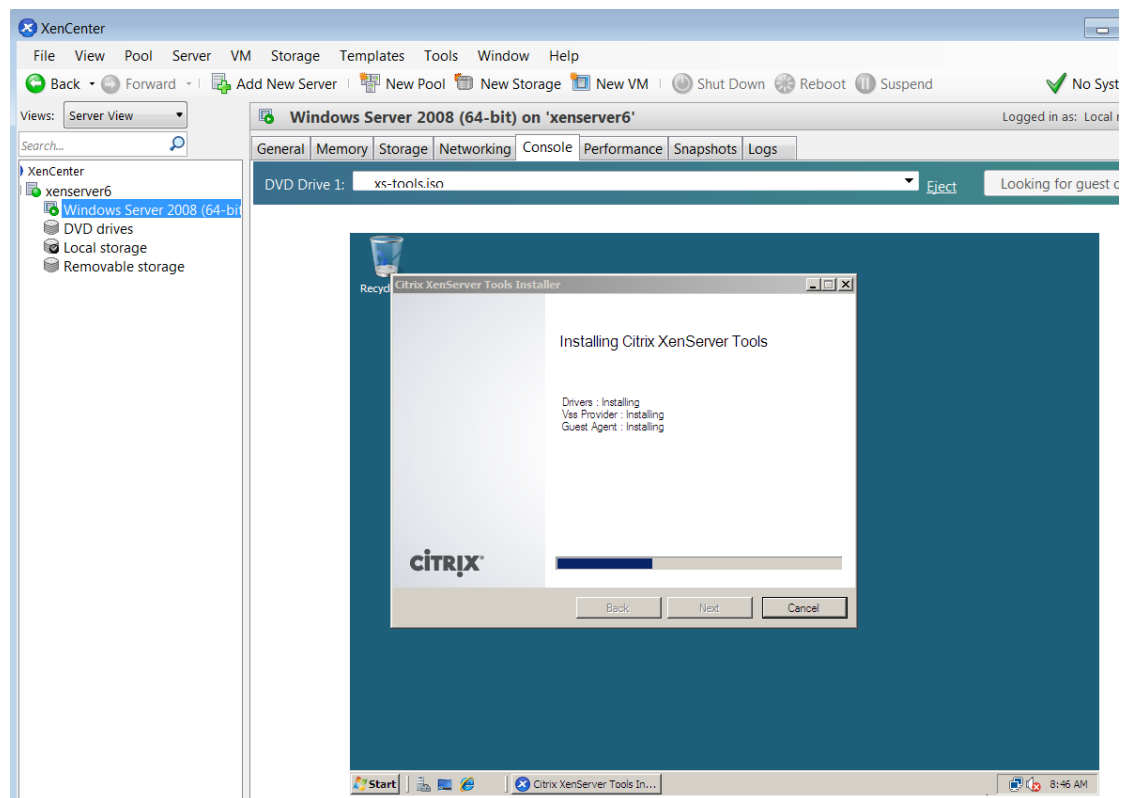 XenCenter
File View Pool Server VM Storage Templates Tools Window Help
Back Forward Add New Server New Pool New Storage New VM Shut Down Reboot Suspend No Syst
Views: Server View
Windows Server 2008 (64-bit) on 'xenserver6'
Logged in as: Local
Search...
General Memory Storage Networking Console Performance Snapshots Logs
XenCenter
DVD Drive 1: xs-tools.iso Eject Looking for guest
xenserver6
Windows Server 2008 (64-bit
DVD drives
Local storage
Removable storage
Recyc
Citrix XenServer Tools Installer
Installing Citrix XenServer Tools
Drivers : Installing
Vss Provider : Installing
Guest Agent : Installing
CITRIX
Back Next Cancel
Start Citrix XenServer Tools In... 8:46 AM